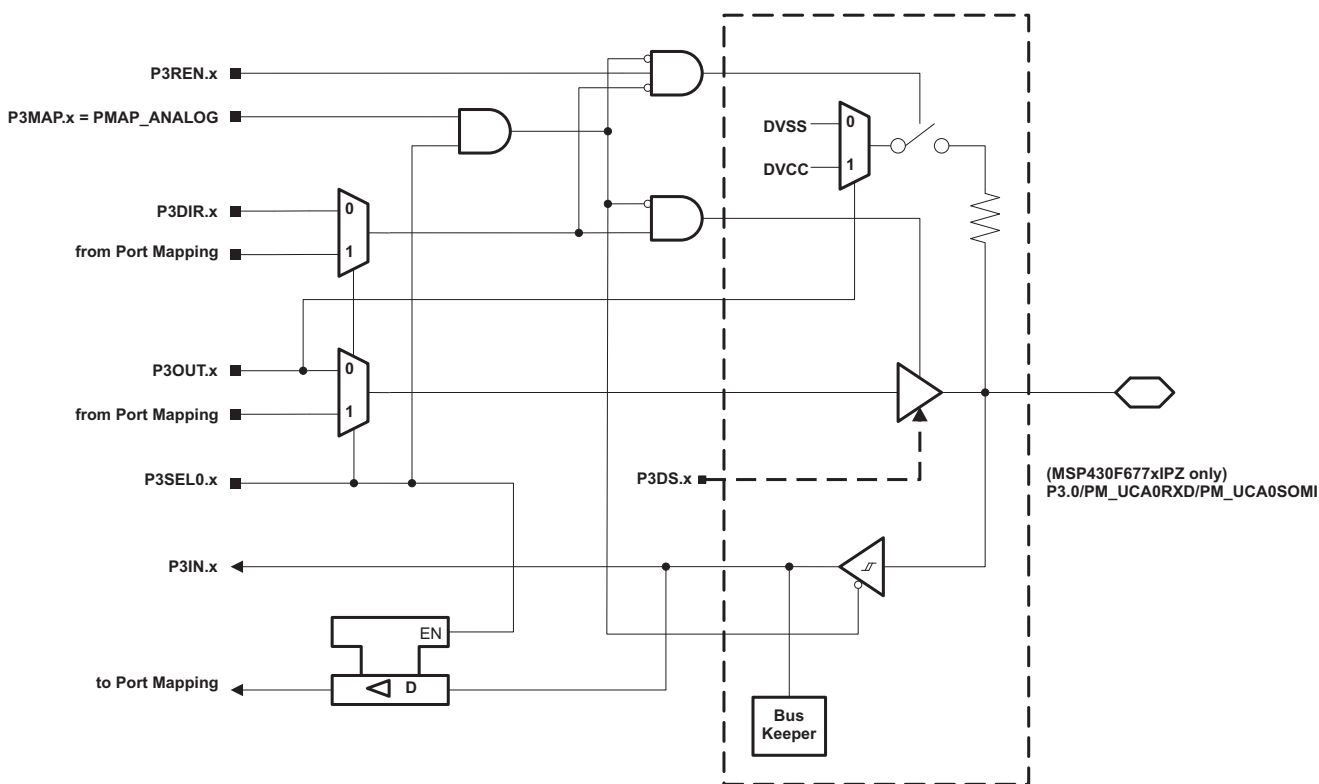 P3REN.x
P3MAP.x = PMAP_ANALOG
DVSS
0
DVCC
1
P3DIR.x
0
from Port Mapping
1
P3OUT.x
0
from Port Mapping
1
P3SEL0.x
P3DS.x
(MSP430F677xIPZ only)
P3.0/PM_UCA0RXD/PM_UCA0SOMI
P3IN.x
EN
to Port Mapping
D
Bus
Keeper